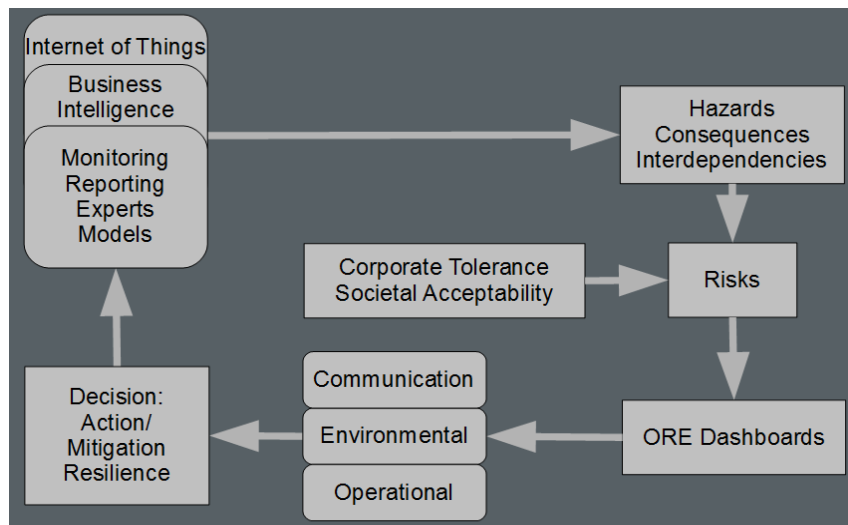 Internet of Things
Business
Intelligence
Monitoring
Reporting
Experts
Models
Hazards
Consequences
Interdependencies
Corporate Tolerance
Societal Acceptability
Risks
Communication
Environmental
Operational
ORE Dashboards
Decision:
Action/
Mitigation
Resilience